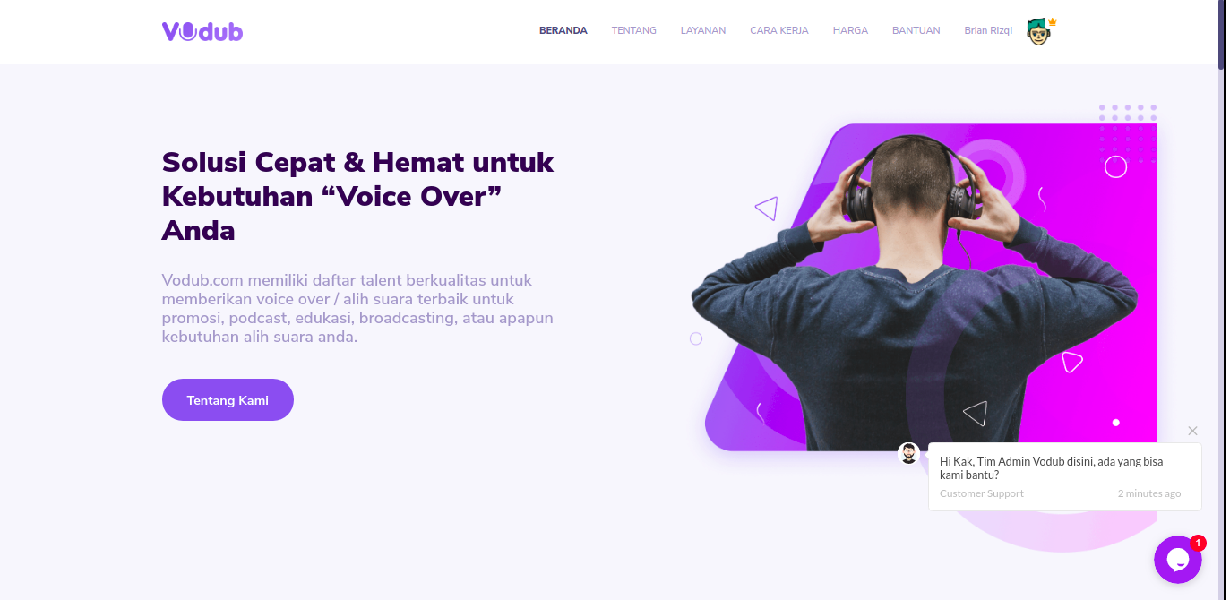 Vodub
BERANDA TENTANG LAYANAN CARA KERJA HARGA BANTUAN Brian Rizqi
Solusi Cepat & Hemat untuk
Kebutuhan “Voice Over”
Anda
Vodub.com memiliki daftar talent berkualitas untuk
memberikan voice over / alih suara terbaik untuk
promosi, podcast, edukasi, broadcasting, atau apapun
kebutuhan alih suara anda.
Tentang Kami
Hi Kak, Tim Admin Vodub disini, ada yang bisa
kami bantu?
Customer Support 2 minutes ago
1